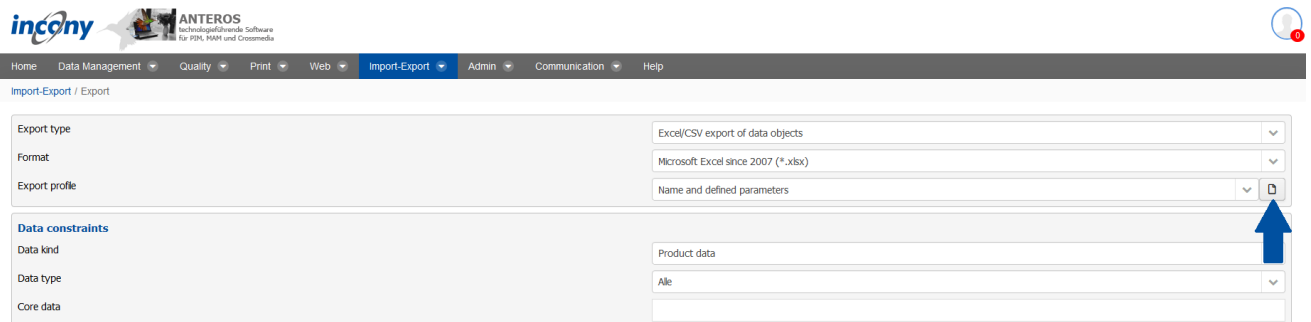 incony
ANTEROS
technologieführende Software
für PIM, MAM und Crossmedia
0
Home Data Management Quality Print Web Import-Export Admin Communication Help
Import-Export / Export
Export type Excel/CSV export of data objects
Format Microsoft Excel since 2007 (*.xlsx)
Export profile Name and defined parameters
Data constraints
Data kind Product data
Data type Alle
Core data